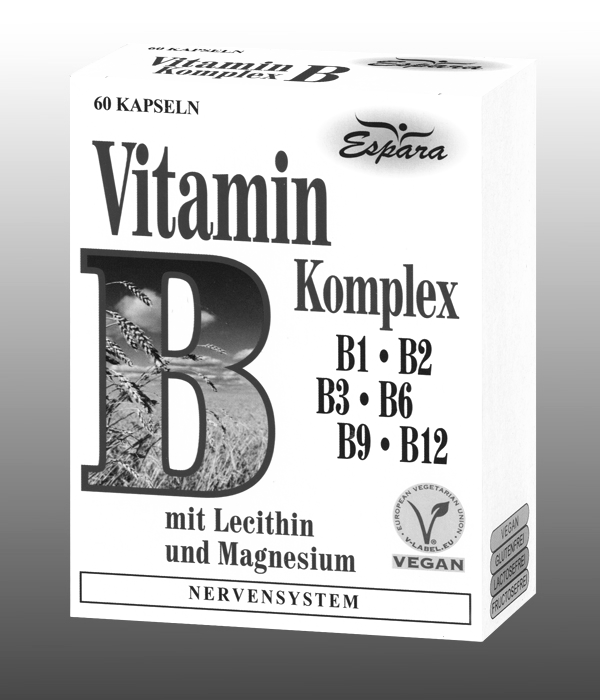 60 KAPSELN
Vitamin B
Komplex
Espara
60 KAPSELN
Espara
Vitamin
B
Komplex
B1 • B2
B3 • B6
B9 • B12
mit Lecithin
und Magnesium
EUROPEAN VEGETARIAN UNION
V-LABEL.EU
VEGAN
NERVENSYSTEM
VEGAN
GLUTENFREI
LACTOSEFREI
FRUCTOSEFREI